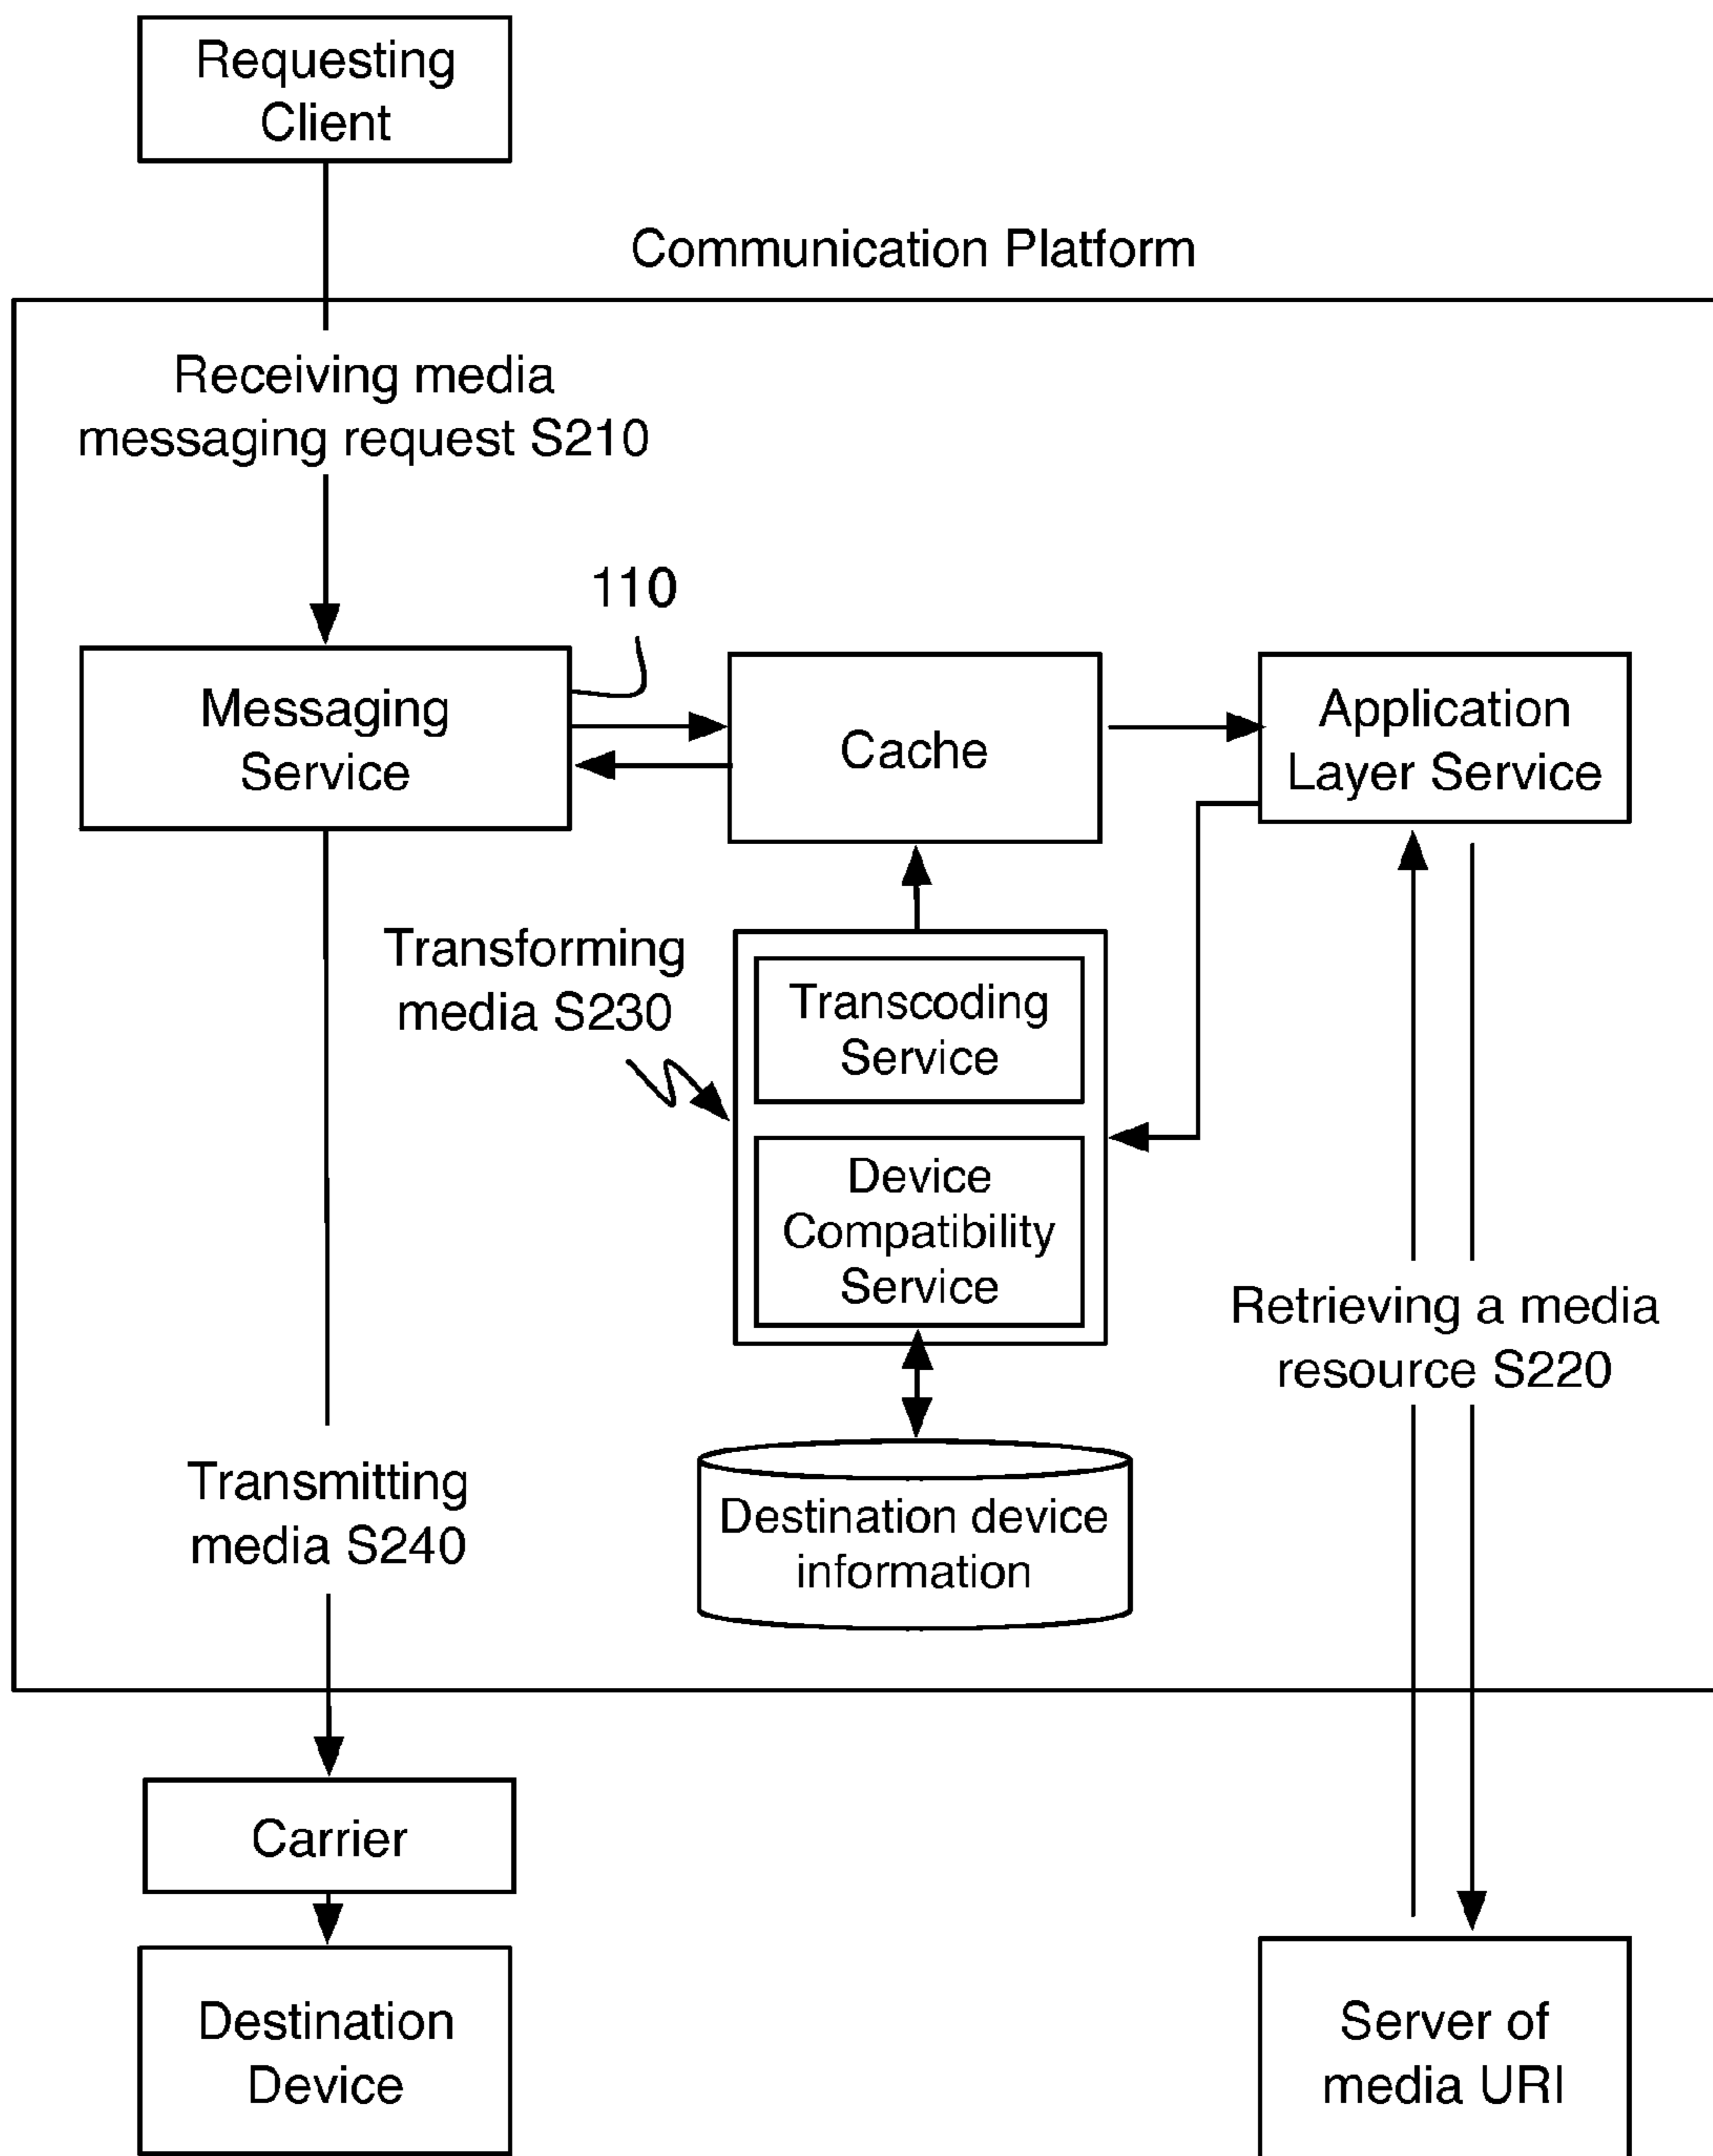 Requesting
Client
Communication Platform
Receiving media
messaging request S210
110
Messaging
Service
Cache
Application
Layer Service
Transforming
media S230
Transcoding
Service
Device
Compatibility
Service
Retrieving a media
resource S220
Transmitting
media S240
Destination device
information
Carrier
Destination
Device
Server of
media URI